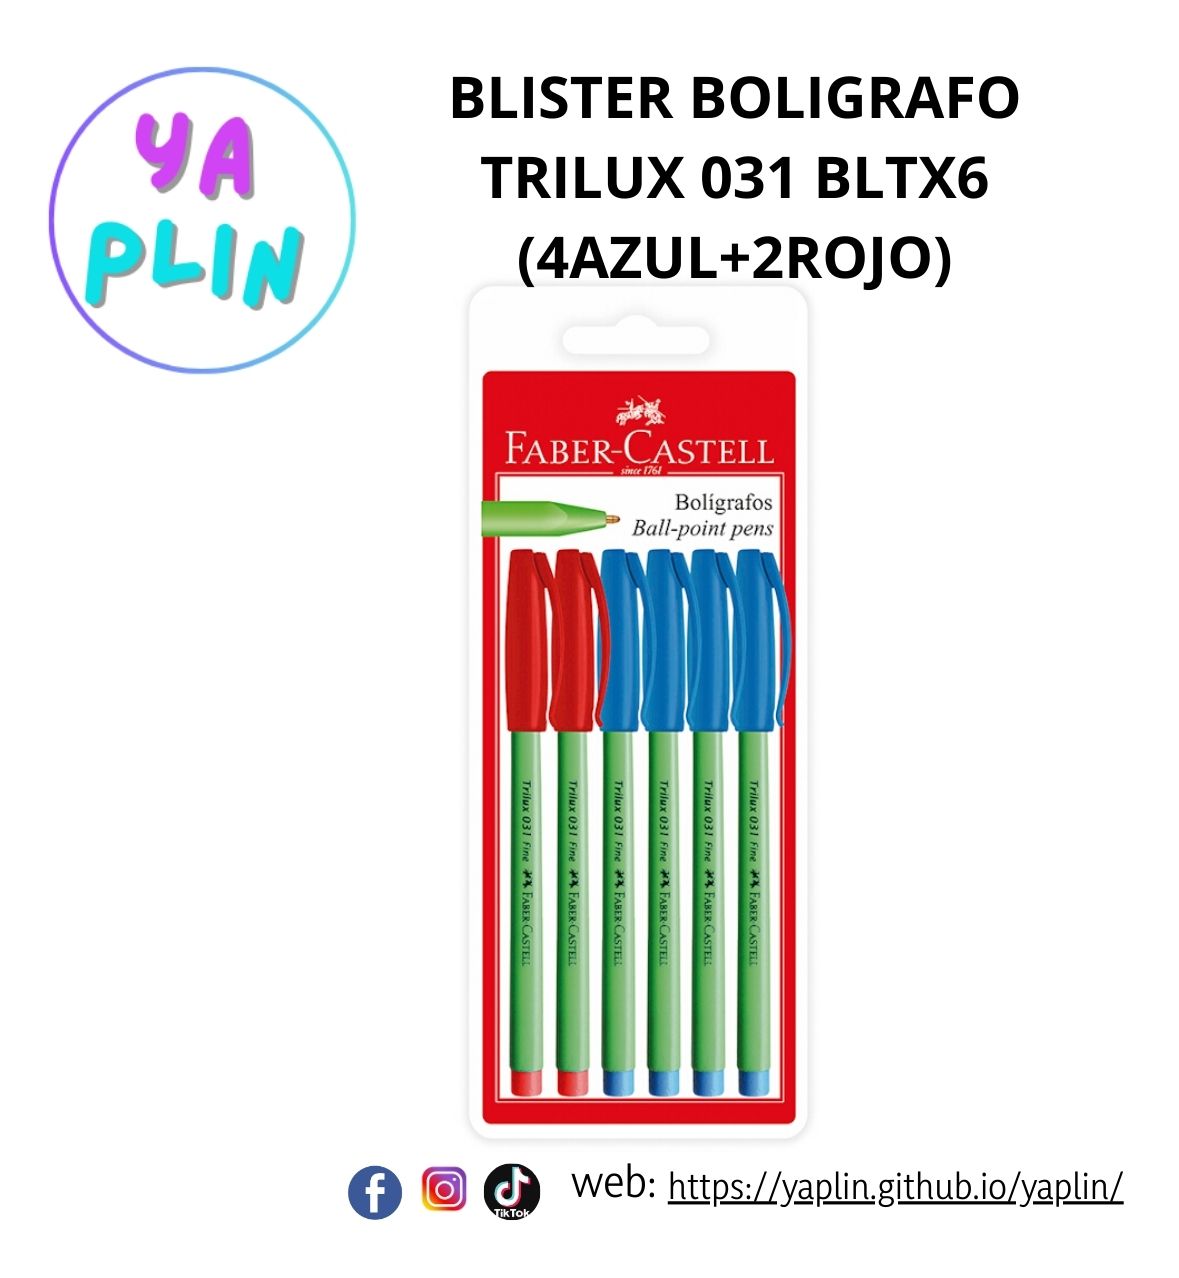 YA
PLIN
BLISTER BOLIGRAFO
TRILUX 031 BLTX6
(4AZUL+2ROJO)
FABER-CASTELL
since 1761
Bolígrafos
Ball-point pens
Trilux 031 Fine FABER-CASTELL
Trilux 031 Fine FABER-CASTELL
Trilux 031 Fine FABER-CASTELL
Trilux 031 Fine FABER-CASTELL
Trilux 031 Fine FABER-CASTELL
Trilux 031 Fine FABER-CASTELL
f
TikTok
web: https://yaplin.github.io/yaplin/